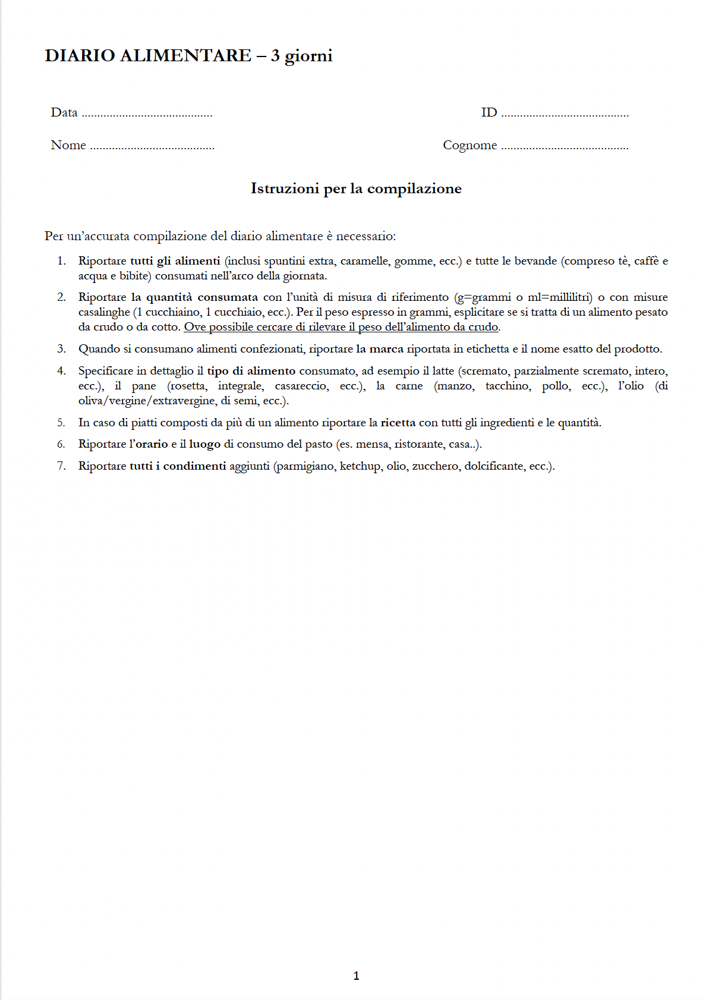 DIARIO ALIMENTARE – 3 giorni
Data .......................................... ID .........................................
Nome ........................................ Cognome .........................................
Istruzioni per la compilazione
Per un’accurata compilazione del diario alimentare è necessario:
1. Riportare tutti gli alimenti (inclusi spuntini extra, caramelle, gomme, ecc.) e tutte le bevande (compreso tè, caffè e
acqua e bibite) consumati nell’arco della giornata.
2. Riportare la quantità consumata con l’unità di misura di riferimento (g=grammi o ml=millilitri) o con misure
casalinghe (1 cucchiaino, 1 cucchiaio, ecc.). Per il peso espresso in grammi, esplicitare se si tratta di un alimento pesato
da crudo o da cotto. Ove possibile cercare di rilevare il peso dell’alimento da crudo.
3. Quando si consumano alimenti confezionati, riportare la marca riportata in etichetta e il nome esatto del prodotto.
4. Specificare in dettaglio il tipo di alimento consumato, ad esempio il latte (scremato, parzialmente scremato, intero,
ecc.), il pane (rosetta, integrale, casareccio, ecc.), la carne (manzo, tacchino, pollo, ecc.), l’olio (di
oliva/vergine/extravergine, di semi, ecc.).
5. In caso di piatti composti da più di un alimento riportare la ricetta con tutti gli ingredienti e le quantità.
6. Riportare l’orario e il luogo di consumo del pasto (es. mensa, ristorante, casa..).
7. Riportare tutti i condimenti aggiunti (parmigiano, ketchup, olio, zucchero, dolcificante, ecc.).
1